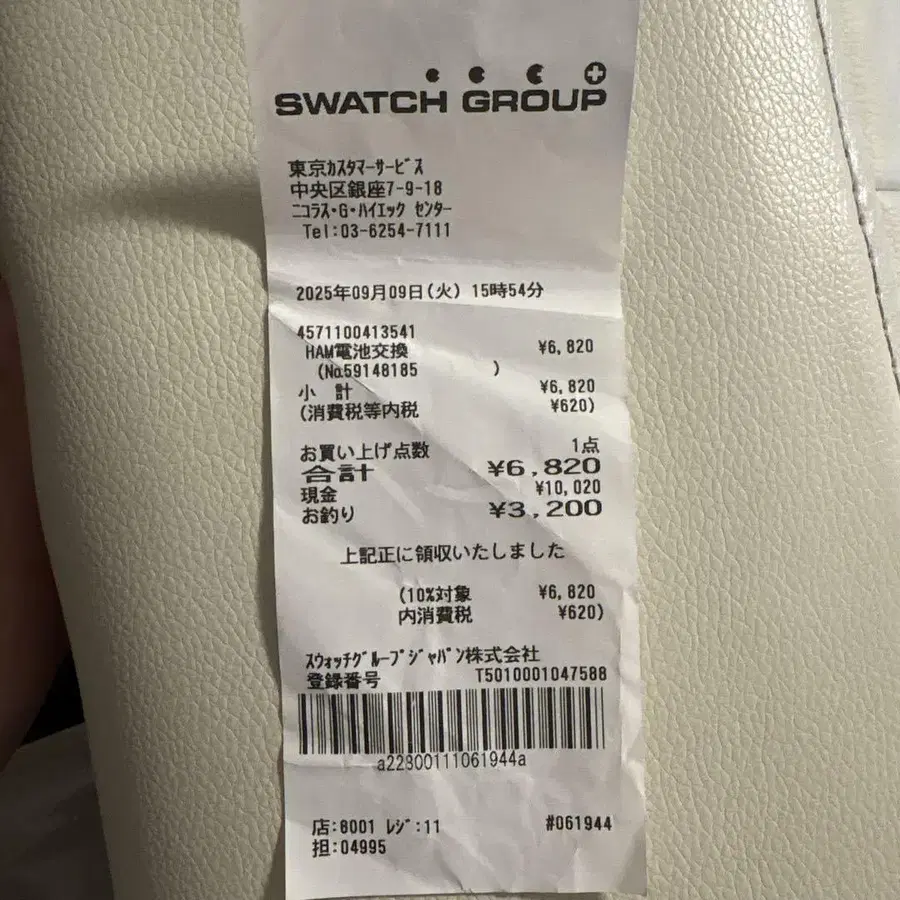 SWATCH GROUP
東京ｶｽﾀﾏｰｻｰﾋﾞｽ
中央区銀座7-9-18
ﾆｺﾗｽ・G・ﾊｲｴｯｸ ｾﾝﾀｰ
Tel:03-6254-7111
2025年09月09日(火) 15時54分
4571100413541
HAM電池交換 ¥6,820
(No.59148185 )
小 計 ¥6,820
(消費税等内税 ¥620)
お買い上げ点数 1点
合計 ¥6,820
現金 ¥10,020
お釣り ¥3,200
上記正に領収いたしました
(10%対象 ¥6,820
内消費税 ¥620)
ｽｳｫｯﾁｸﾞﾙｰﾌﾟｼﾞｬﾊﾟﾝ株式会社
登録番号 T5010001047588
a22800111061944a
店:8001 ﾚｼﾞ:11 #061944
担:04995